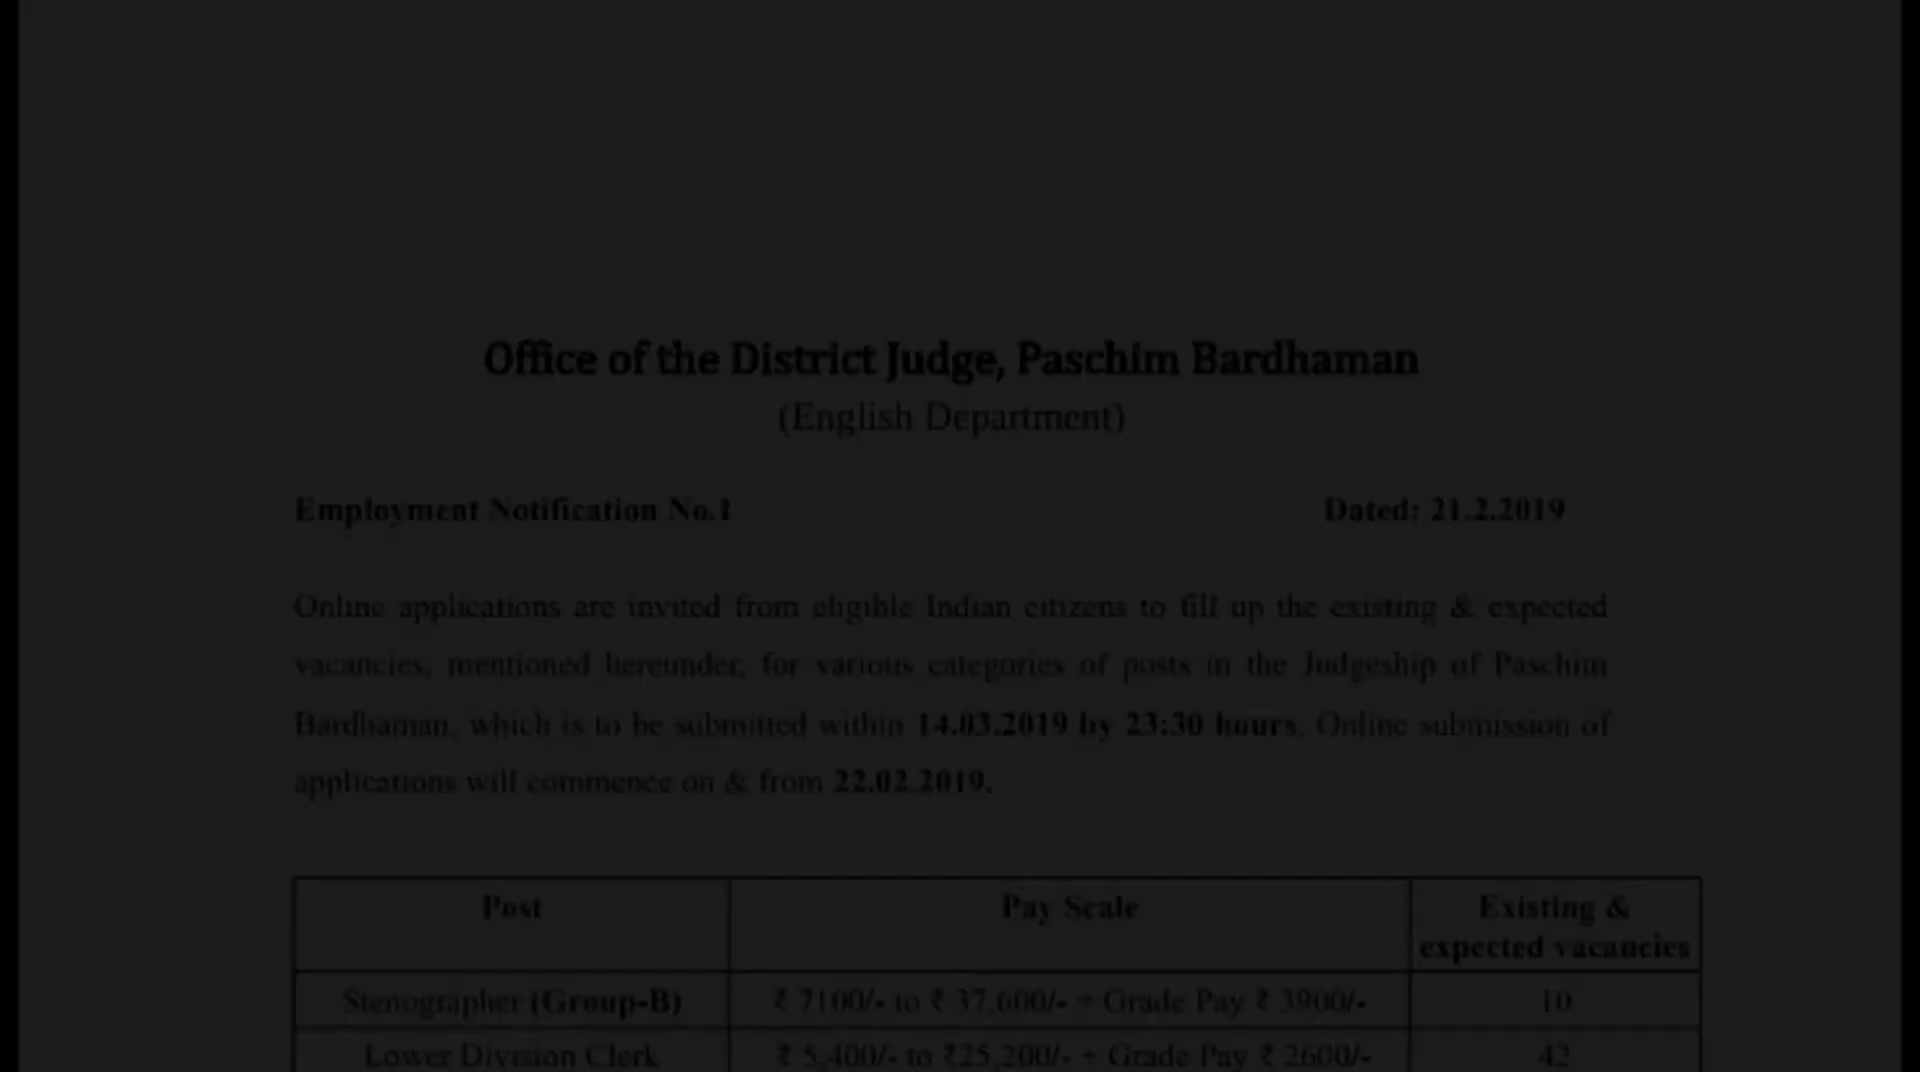 Office of the District Judge, Paschim Bardhaman
(English Department)
Employment Notification No.1 Dated: 21.2.2019
Online applications are invited from eligible Indian citizens to fill up the existing & expected
vacancies, mentioned hereunder, for various categories of posts in the Judgeship of Paschim
Bardhaman, which is to be submitted within 14.03.2019 by 23:30 hours. Online submission of
applications will commence on & from 22.02.2019.
Post Pay Scale Existing &
expected vacancies
Stenographer (Group-B) ₹ 7100/- to ₹ 37,600/- + Grade Pay ₹ 3900/- 10
Lower Division Clerk ₹ 5,400/- to ₹25,200/- + Grade Pay ₹ 2600/- 42